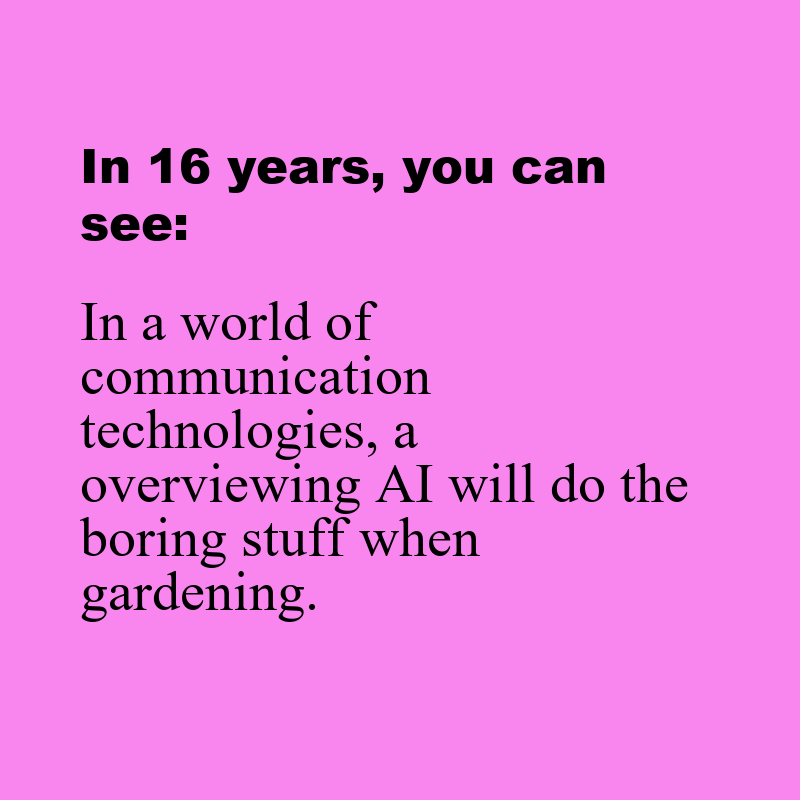 In 16 years, you can
see:
In a world of
communication
technologies, a
overviewing AI will do the
boring stuff when
gardening.